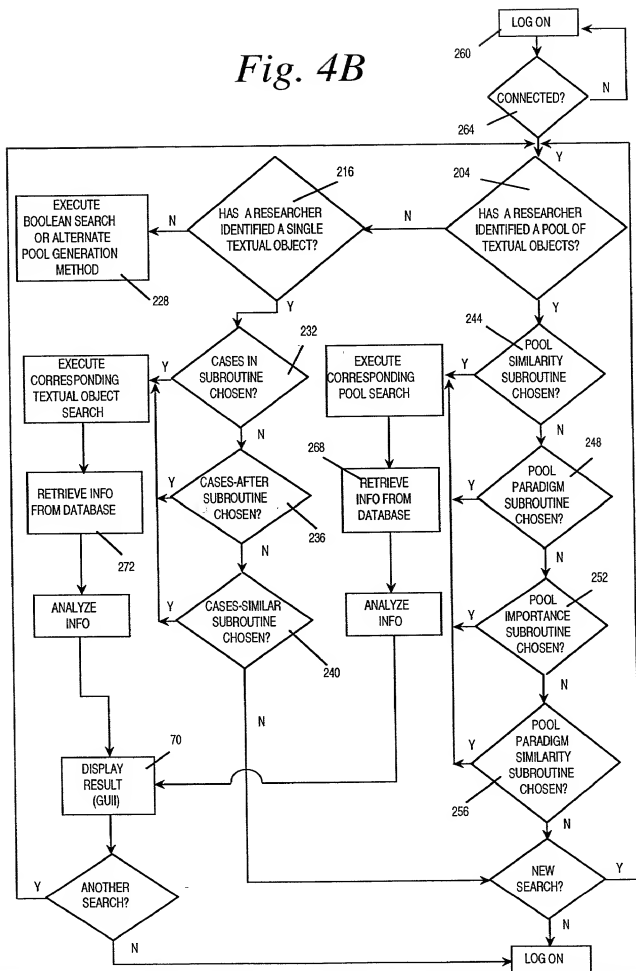 Fig. 4B
LOG ON
260
CONNECTED?
N
264
Y
216
204
HAS A RESEARCHER
IDENTIFIED A SINGLE
TEXTUAL OBJECT?
HAS A RESEARCHER
IDENTIFIED A POOL OF
TEXTUAL OBJECTS?
N
N
EXECUTE
BOOLEAN SEARCH
OR ALTERNATE
POOL GENERATION
METHOD
228
Y
Y
232
244
EXECUTE
CORRESPONDING
TEXTUAL OBJECT
SEARCH
Y
CASES IN
SUBROUTINE
CHOSEN?
EXECUTE
CORRESPONDING
POOL SEARCH
Y
POOL
SIMILARITY
SUBROUTINE
CHOSEN?
N
N
268
248
RETRIEVE INFO
FROM DATABASE
272
Y
CASES-AFTER
SUBROUTINE
CHOSEN?
236
RETRIEVE
INFO FROM
DATABASE
Y
POOL
PARADIGM
SUBROUTINE
CHOSEN?
N
N
252
ANALYZE
INFO
Y
CASES-SIMILAR
SUBROUTINE
CHOSEN?
240
ANALYZE
INFO
Y
POOL
IMPORTANCE
SUBROUTINE
CHOSEN?
N
N
70
DISPLAY
RESULT
(GUII)
Y
POOL
PARADIGM
SIMILARITY
SUBROUTINE
CHOSEN?
256
N
Y
ANOTHER
SEARCH?
N
NEW
SEARCH?
Y
N
LOG ON